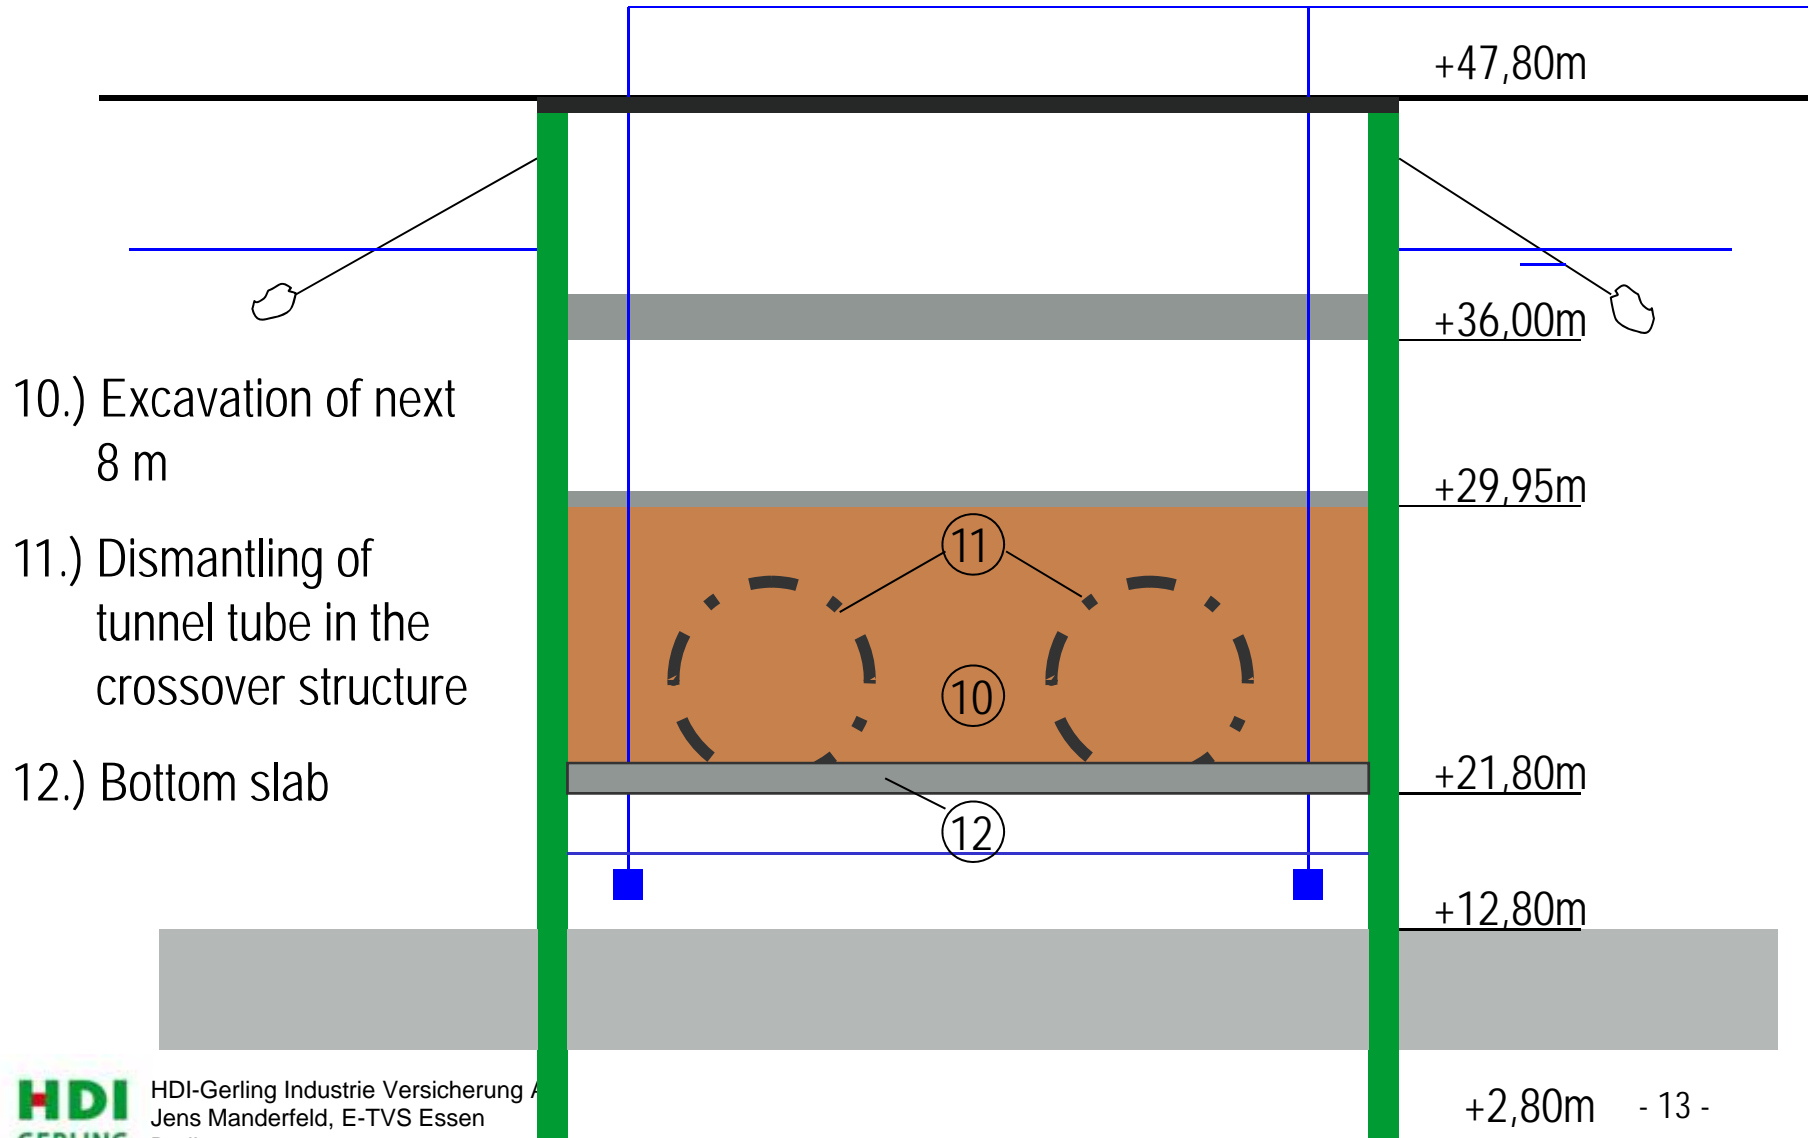 +47,80m
+36,00m
10.) Excavation of next
8 m
+29,95m
11.) Dismantling of
tunnel tube in the
crossover structure
11
10
12.) Bottom slab
+21,80m
12
+12,80m
HDI
HDI-Gerling Industrie Versicherung
Jens Manderfeld, E-TVS Essen
+2,80m - 13 -
GERLING